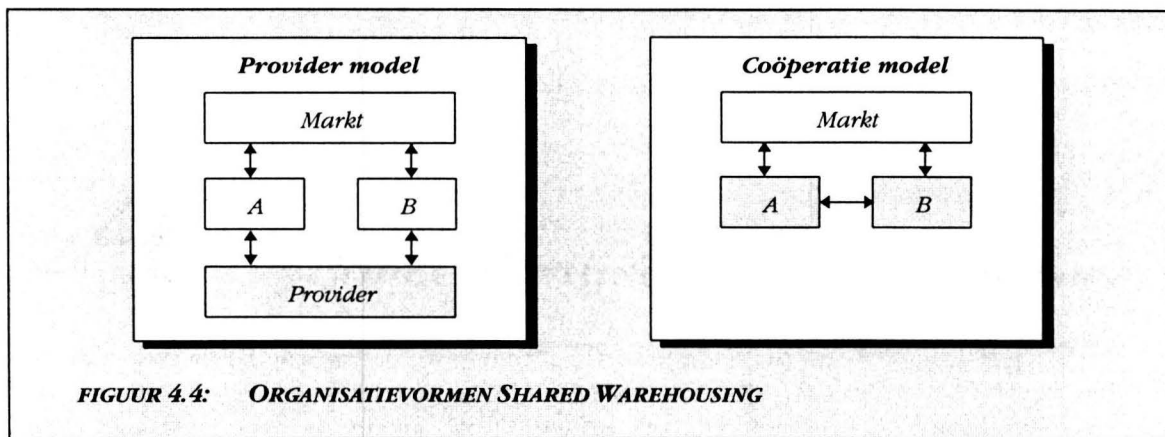 Provider model
Markt
A B
Provider
Coöperatie model
Markt
A B
FIGUUR 4.4: ORGANISATIEVORMEN SHARED WAREHOUSING